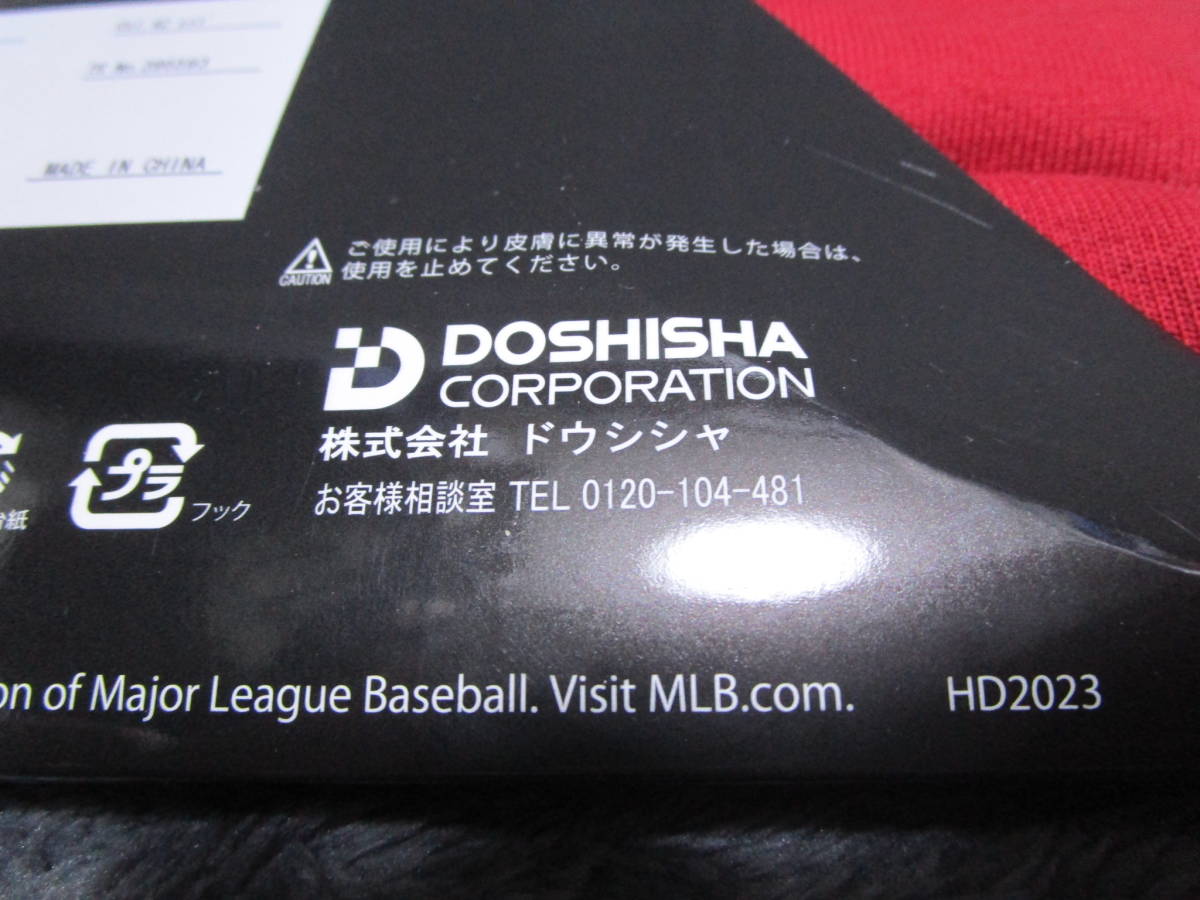 MADE IN CHINA
CAUTION
ご使用により皮膚に異常が発生した場合は、
使用を止めてください。
DOSHISHA
CORPORATION
株式会社 ドウシシャ
お客様相談室 TEL 0120-104-481
台紙
プラ
フック
on of Major League Baseball. Visit MLB.com.
HD2023